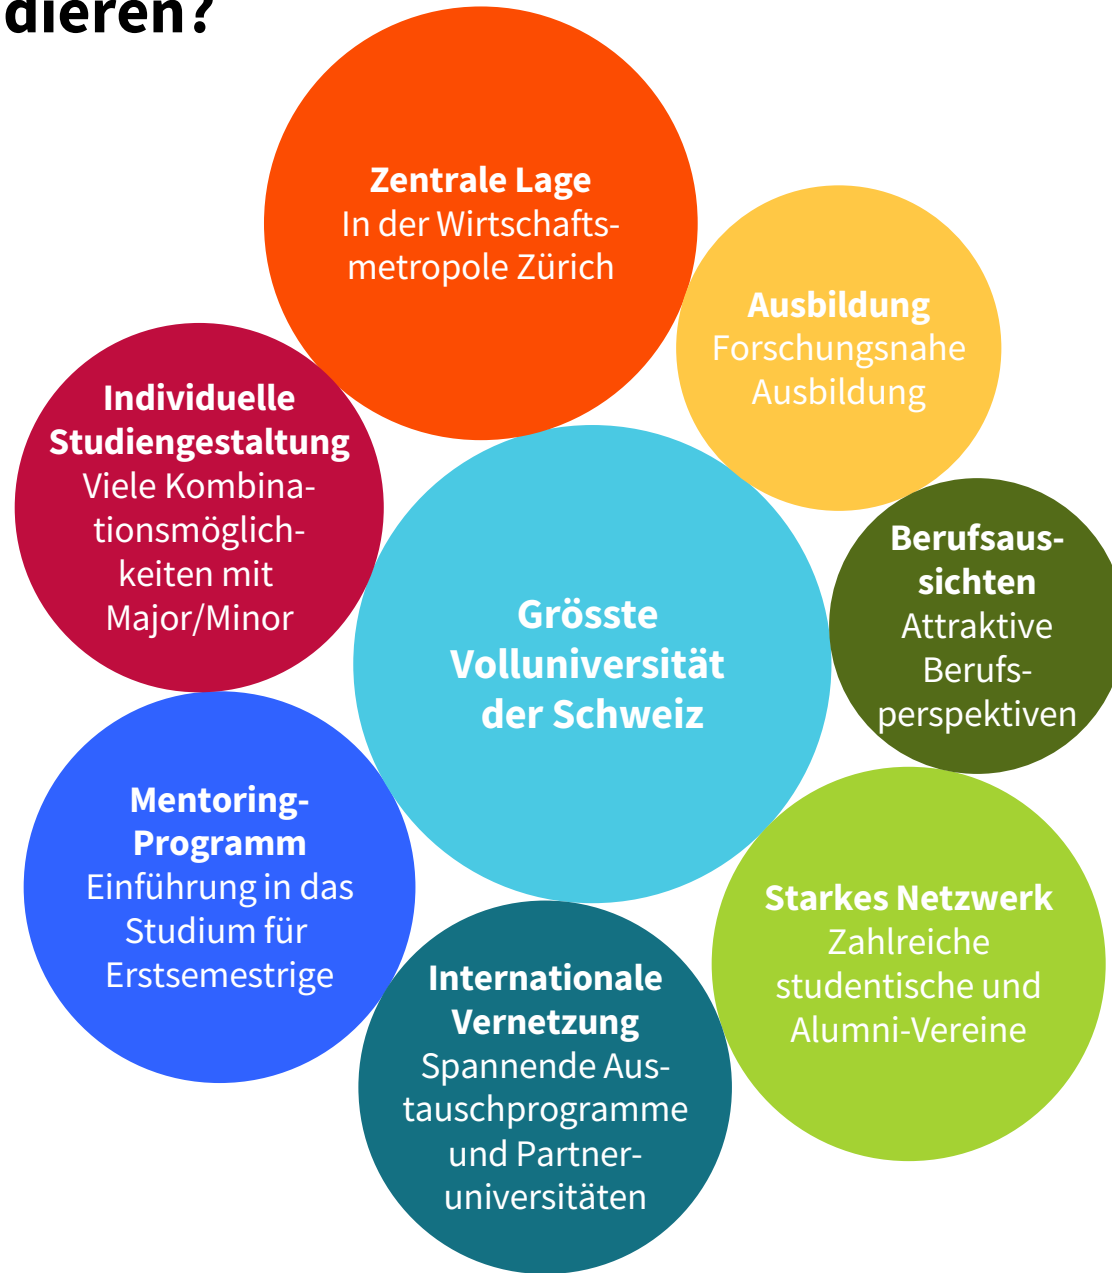 dieren?
Zentrale Lage
In der Wirtschafts-
metropole Zürich
Ausbildung
Forschungsnahe
Ausbildung
Individuelle
Studiengestaltung
Viele Kombina-
tionsmöglich-
keiten mit
Major/Minor
Berufsaus-
sichten
Attraktive
Berufs-
perspektiven
Grösste
Volluniversität
der Schweiz
Mentoring-
Programm
Einführung in das
Studium für
Erstsemestrige
Starkes Netzwerk
Zahlreiche
studentische und
Alumni-Vereine
Internationale
Vernetzung
Spannende Aus-
tauschprogramme
und Partner-
universitäten